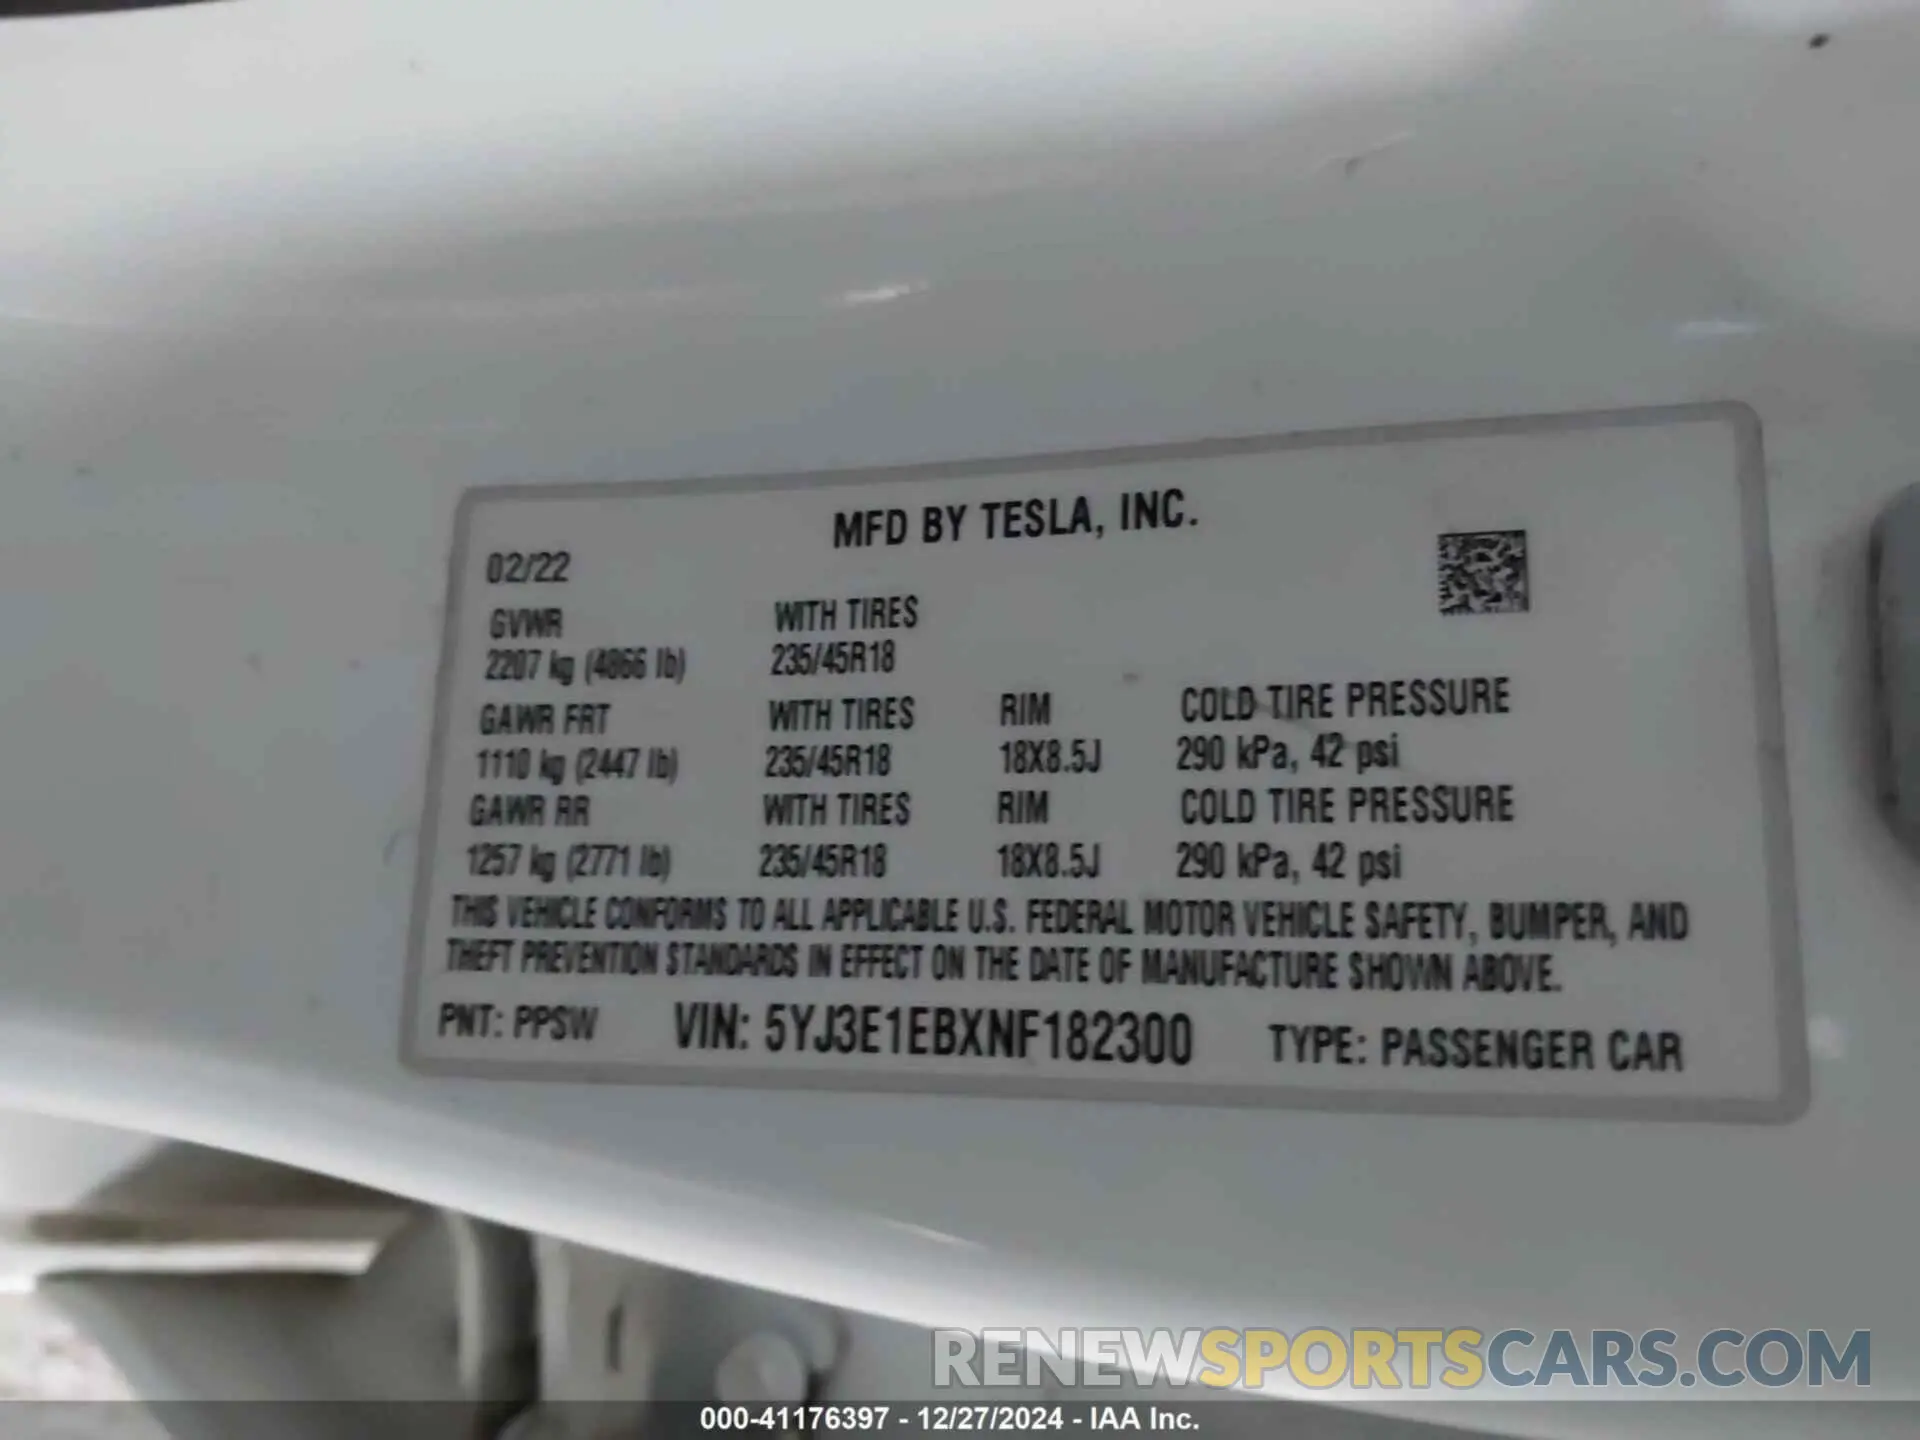 MFD BY TESLA, INC.
02/22
GVWR WITH TIRES
2207 kg (4866 lb) 235/45R18
GAWR FRT WITH TIRES RIM COLD TIRE PRESSURE
1110 kg (2447 lb) 235/45R18 18X8.5J 290 kPa, 42 psi
GAWR RR WITH TIRES RIM COLD TIRE PRESSURE
1257 kg (2771 lb) 235/45R18 18X8.5J 290 kPa, 42 psi
THIS VEHICLE CONFORMS TO ALL APPLICABLE U.S. FEDERAL MOTOR VEHICLE SAFETY, BUMPER, AND
THEFT PREVENTION STANDARDS IN EFFECT ON THE DATE OF MANUFACTURE SHOWN ABOVE.
PNT: PPSW VIN: 5YJ3E1EBXNF182300 TYPE: PASSENGER CAR
RENEWSPORTSCARS.COM
000-41176397 - 12/27/2024 - IAA Inc.